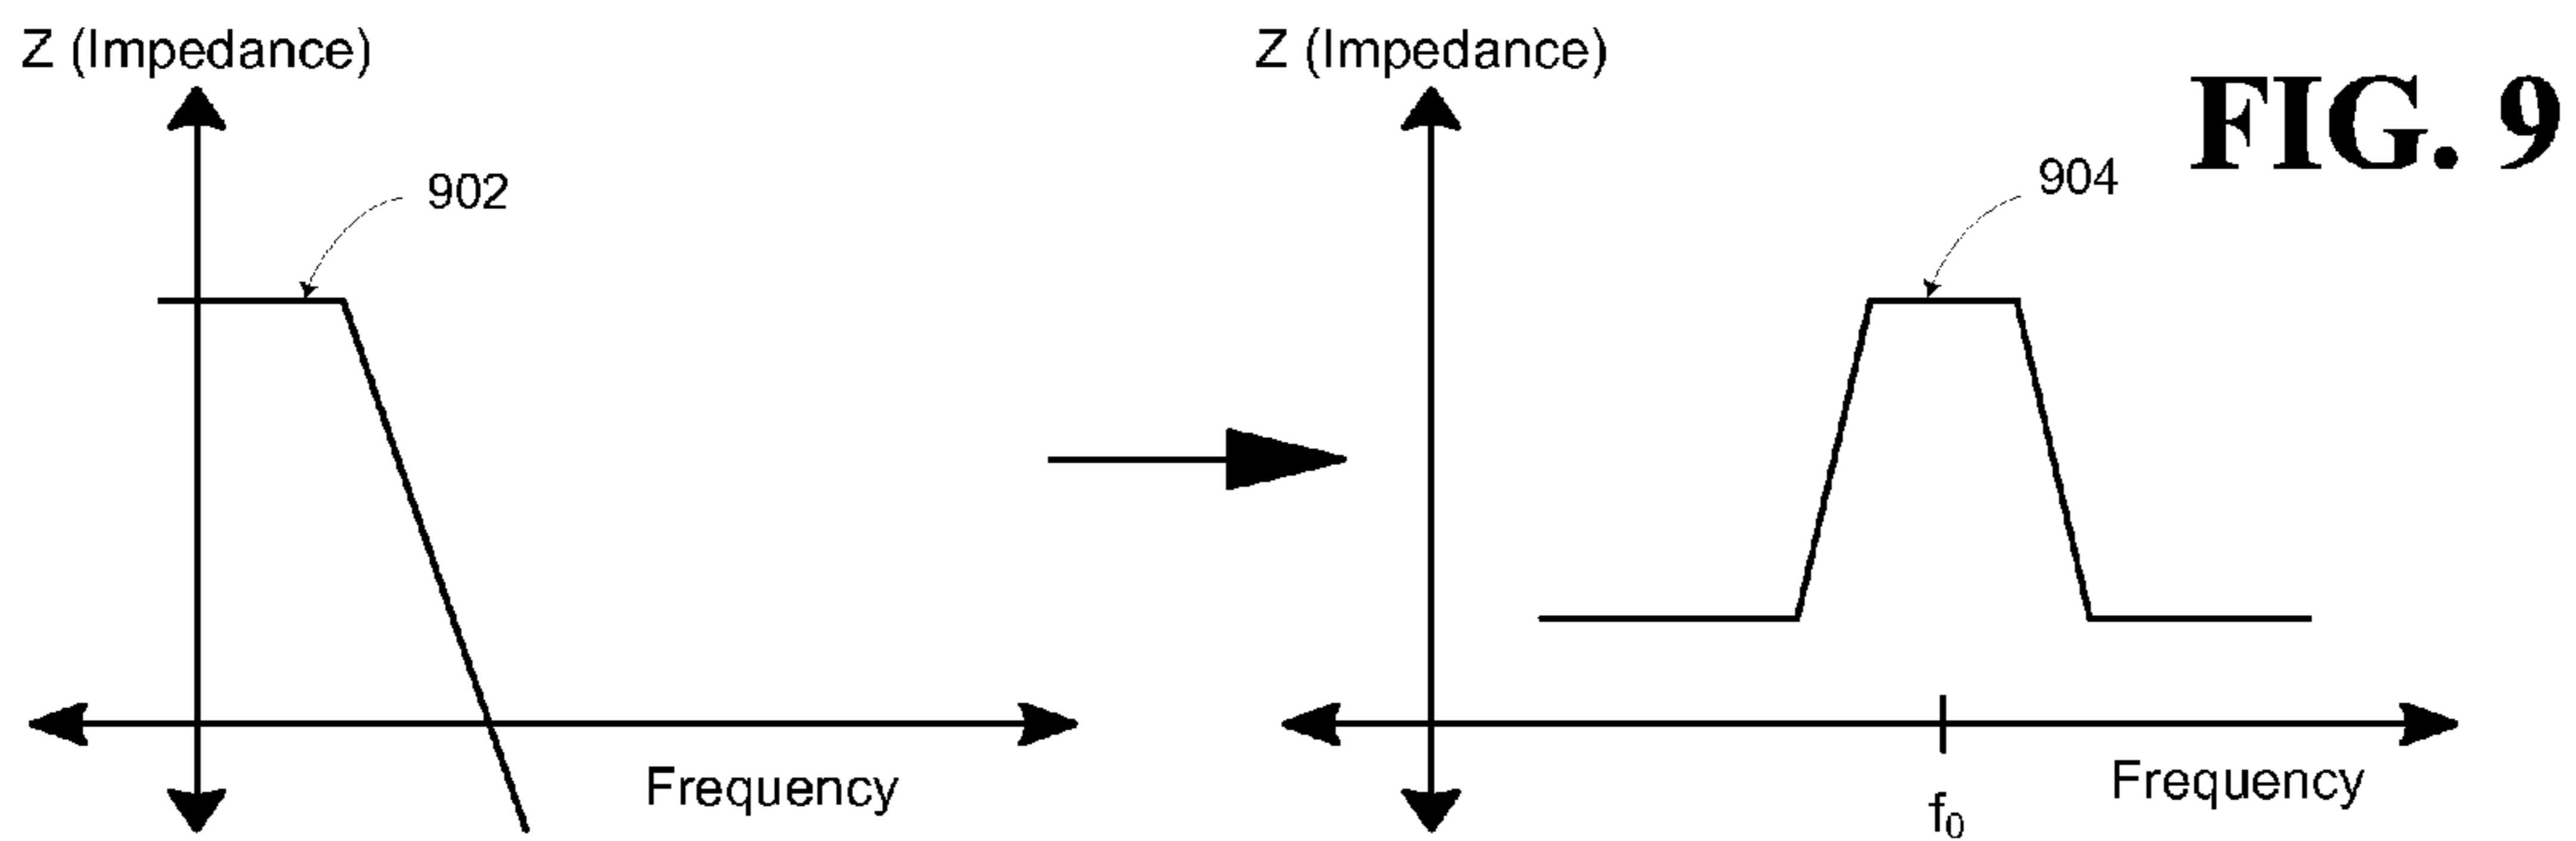 Z (Impedance)
902
Frequency
Z (Impedance)
904
f₀
Frequency
FIG. 9